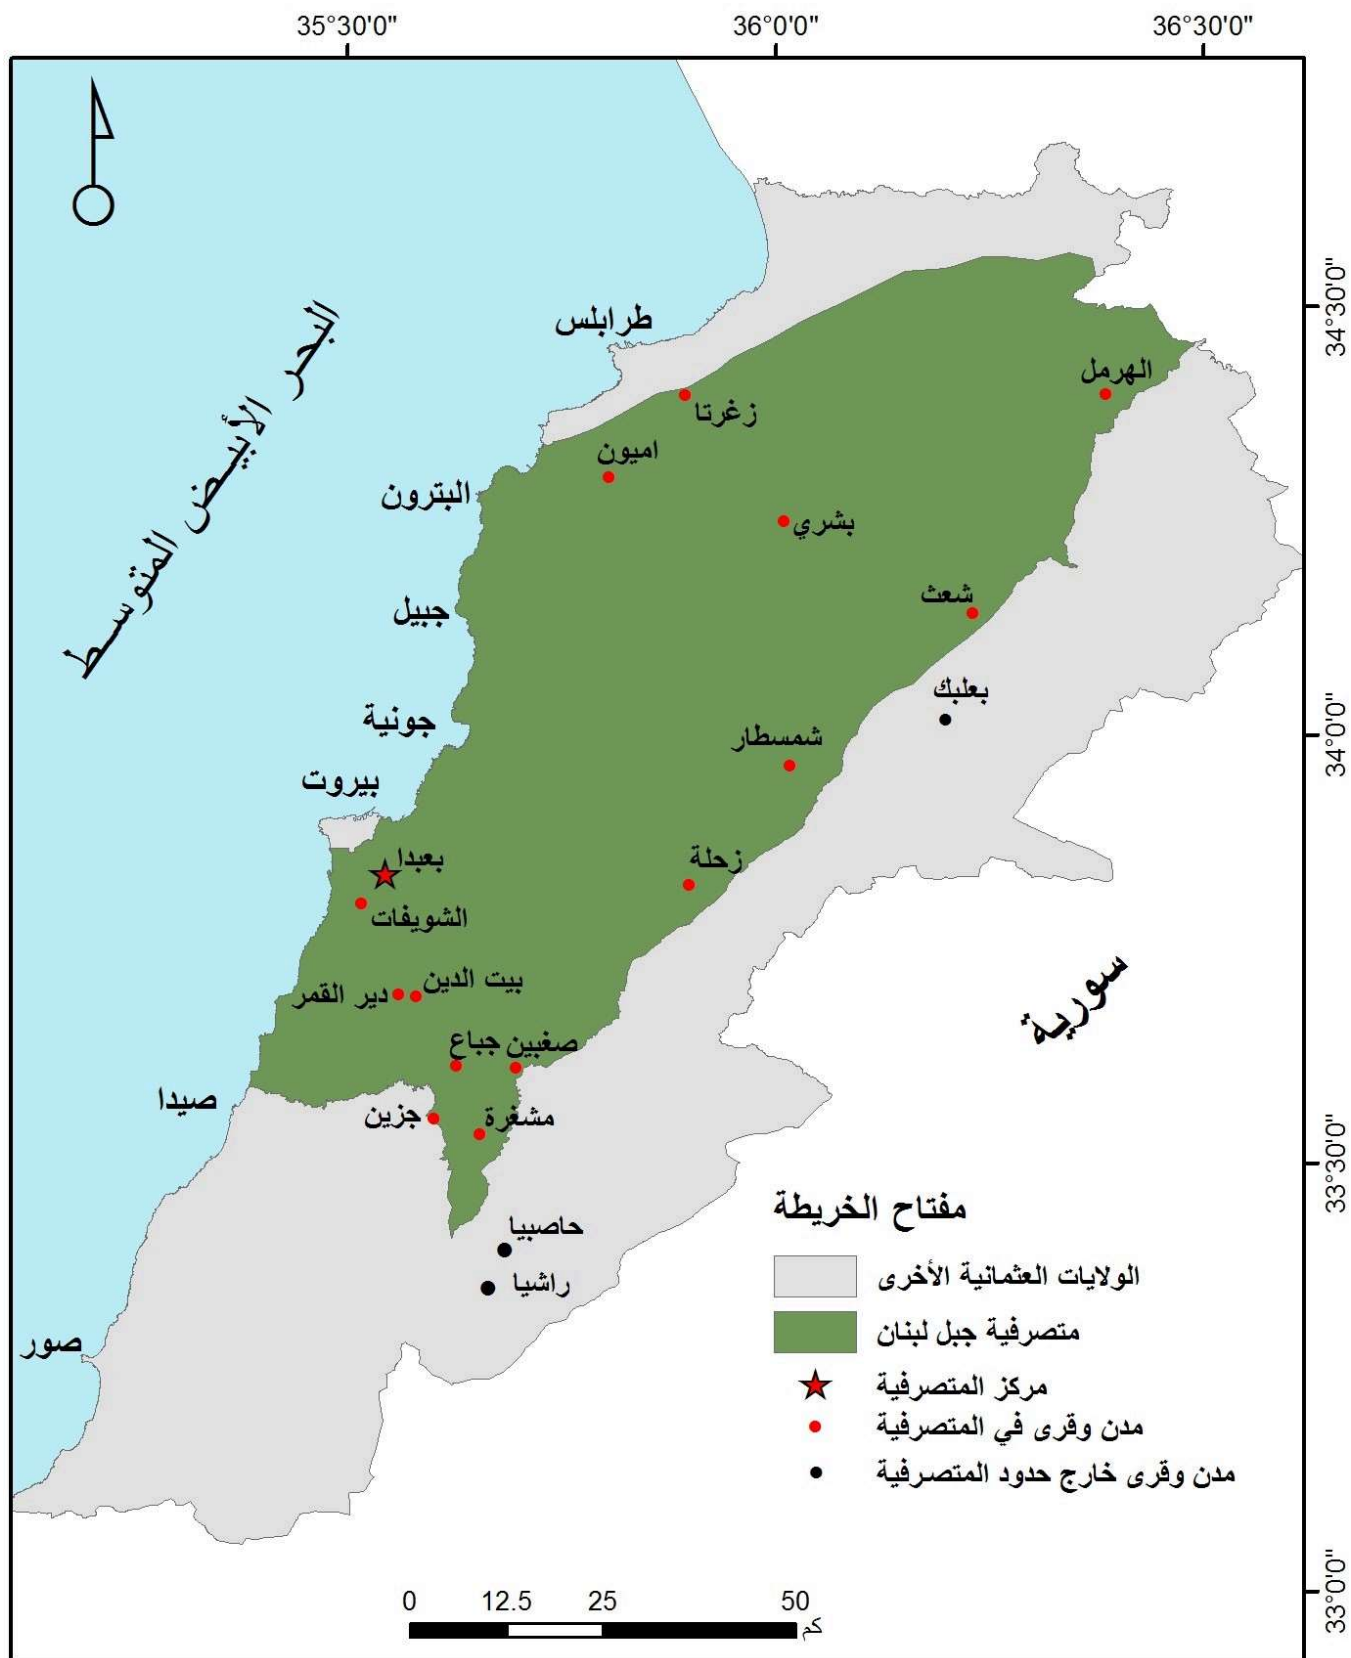 35°30'0"
36°0'0"
36°30'0"
34°30'0"
34°0'0"
33°30'0"
33°0'0"
البحر الأبيض المتوسط
طرابلس
الهرمل
زغرتا
اميون
البترون
بشري
شعث
جبيل
بعلبك
جونية
شمسطار
بيروت
بعبدا
زحلة
الشويفات
سورية
بيت الدين
دير القمر
صغبين
جباع
صيدا
جزين
مشغرة
حاصبيا
راشيا
صور
مفتاح الخريطة
الولايات العثمانية الأخرى
متصرفية جبل لبنان
مركز المتصرفية
مدن وقرى في المتصرفية
مدن وقرى خارج حدود المتصرفية
0 12.5 25 50
كم